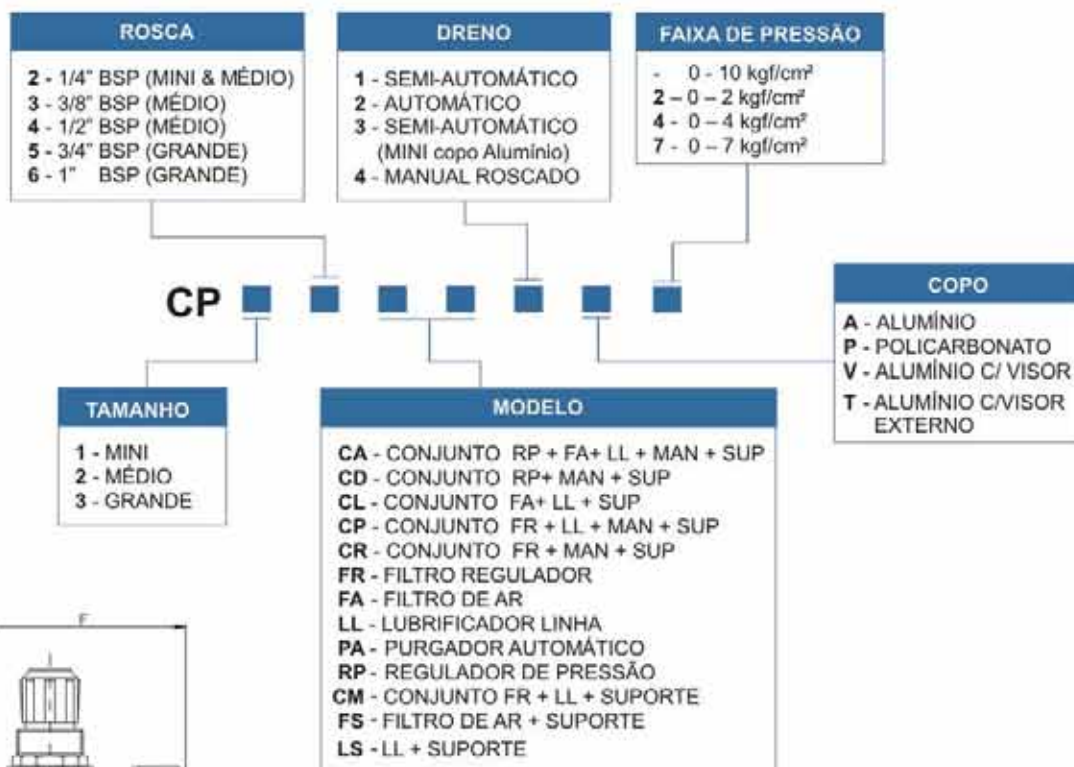 ROSCA
2 - 1/4" BSP (MINI & MÉDIO)
3 - 3/8" BSP (MÉDIO)
4 - 1/2" BSP (MÉDIO)
5 - 3/4" BSP (GRANDE)
6 - 1" BSP (GRANDE)
DRENO
1 - SEMI-AUTOMÁTICO
2 - AUTOMÁTICO
3 - SEMI-AUTOMÁTICO
(MINI copo Alumínio)
4 - MANUAL ROSCADO
FAIXA DE PRESSÃO
- 0 - 10 kgf/cm²
2 – 0 – 2 kgf/cm²
4 - 0 – 4 kgf/cm²
7 - 0 – 7 kgf/cm²
CP
COPO
A - ALUMÍNIO
P - POLICARBONATO
V - ALUMÍNIO C/ VISOR
T - ALUMÍNIO C/VISOR
EXTERNO
TAMANHO
1 - MINI
2 - MÉDIO
3 - GRANDE
MODELO
CA - CONJUNTO RP + FA+ LL + MAN + SUP
CD - CONJUNTO RP+ MAN + SUP
CL - CONJUNTO FA+ LL + SUP
CP - CONJUNTO FR + LL + MAN + SUP
CR - CONJUNTO FR + MAN + SUP
FR - FILTRO REGULADOR
FA - FILTRO DE AR
LL - LUBRIFICADOR LINHA
PA - PURGADOR AUTOMÁTICO
RP - REGULADOR DE PRESSÃO
CM - CONJUNTO FR + LL + SUPORTE
FS - FILTRO DE AR + SUPORTE
LS - LL + SUPORTE
F